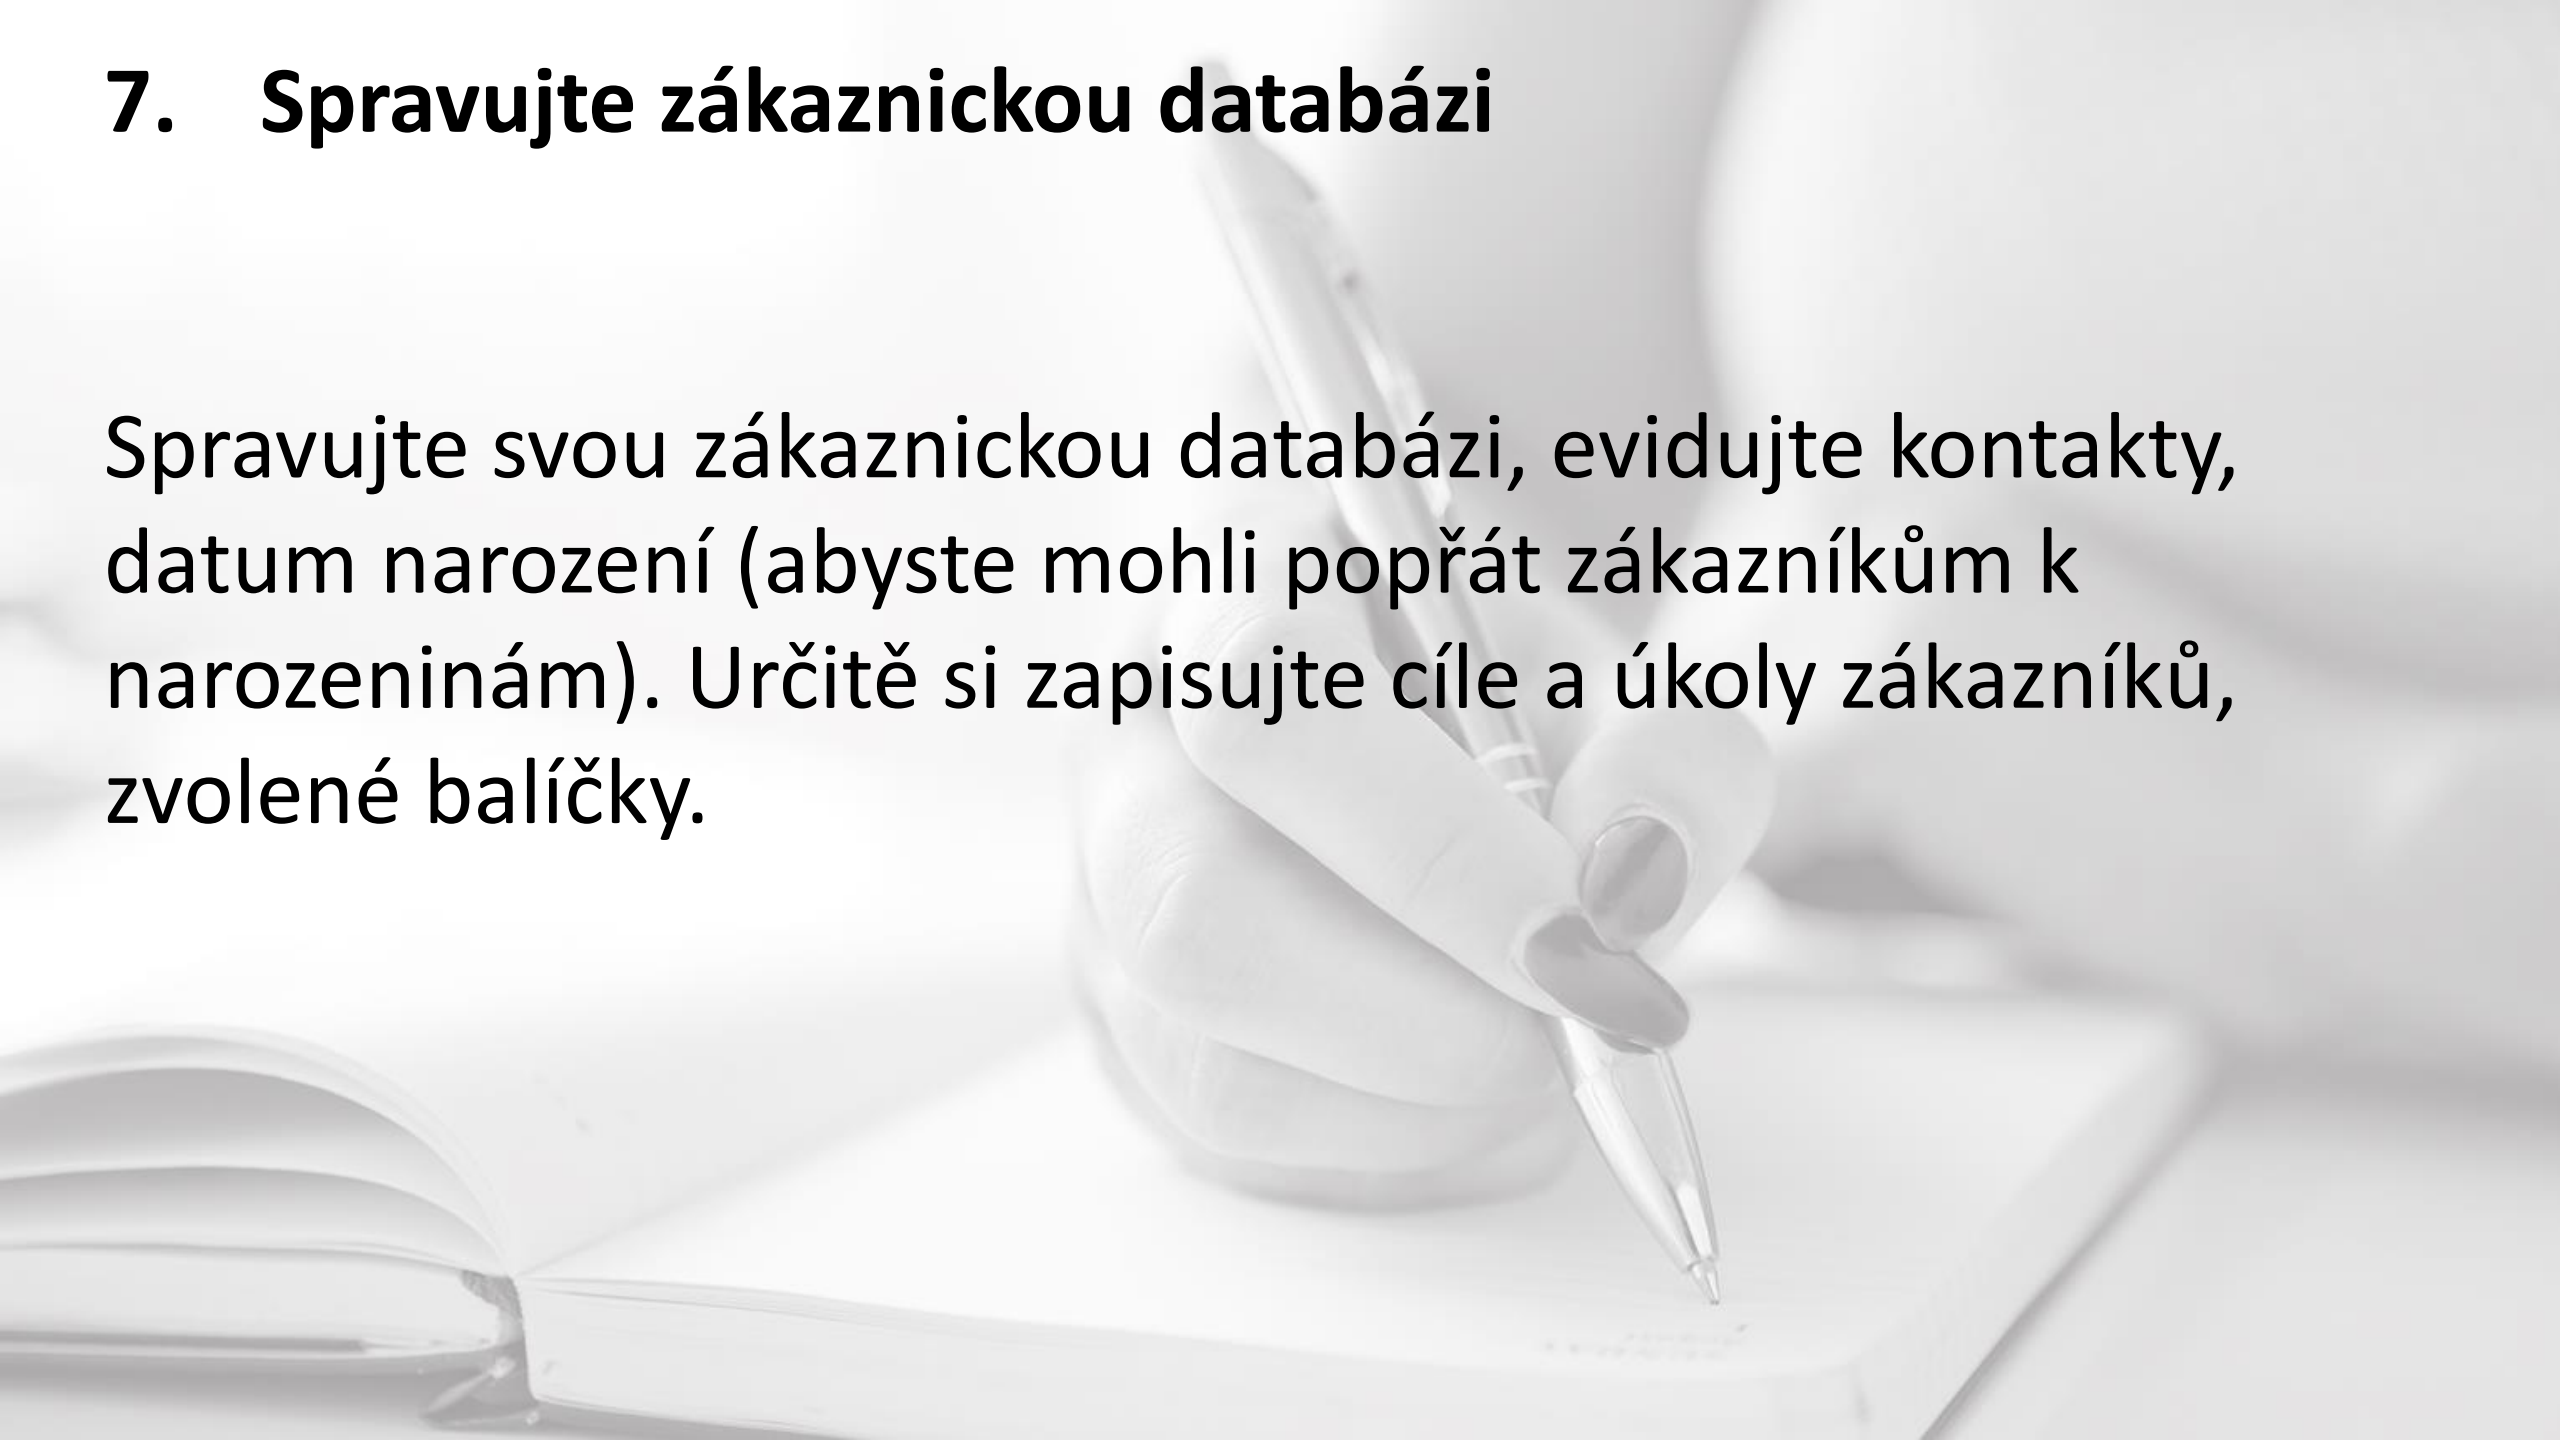 7. Spravujte zákaznickou databázi
Spravujte svou zákaznickou databázi, evidujte kontakty,
datum narození (abyste mohli popřát zákazníkům k
narozeninám). Určitě si zapisujte cíle a úkoly zákazníků,
zvolené balíčky.